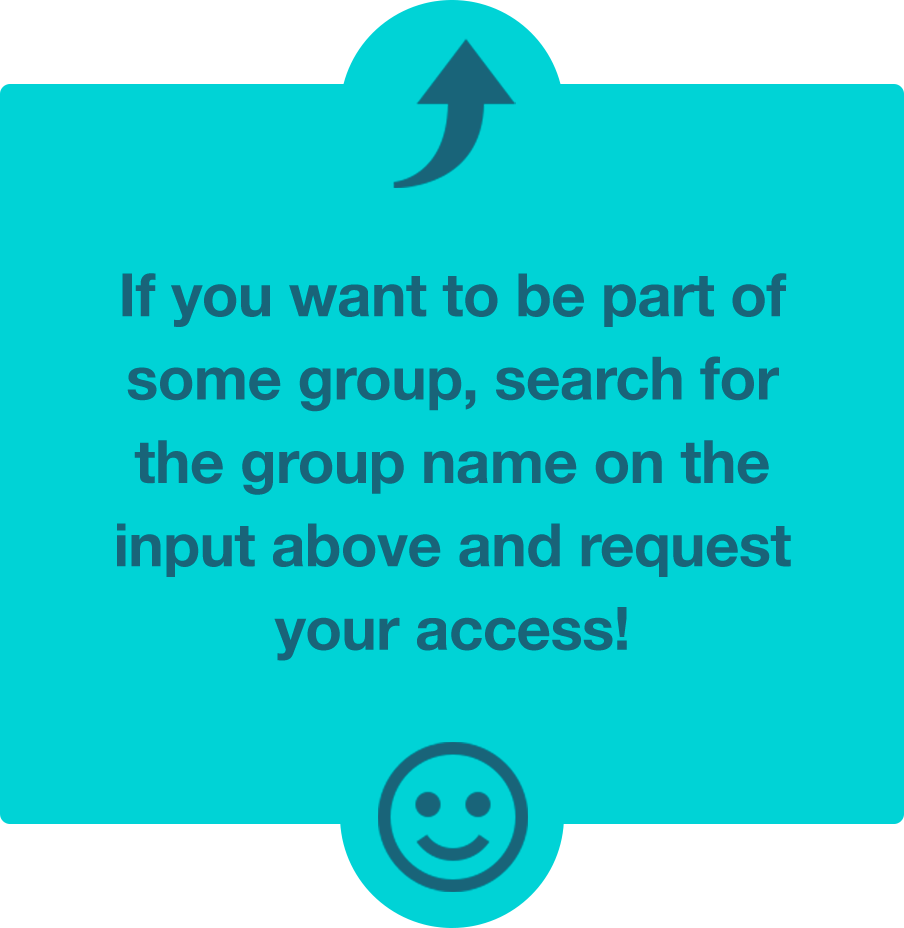 If you want to be part of
some group, search for
the group name on the
input above and request
your access!